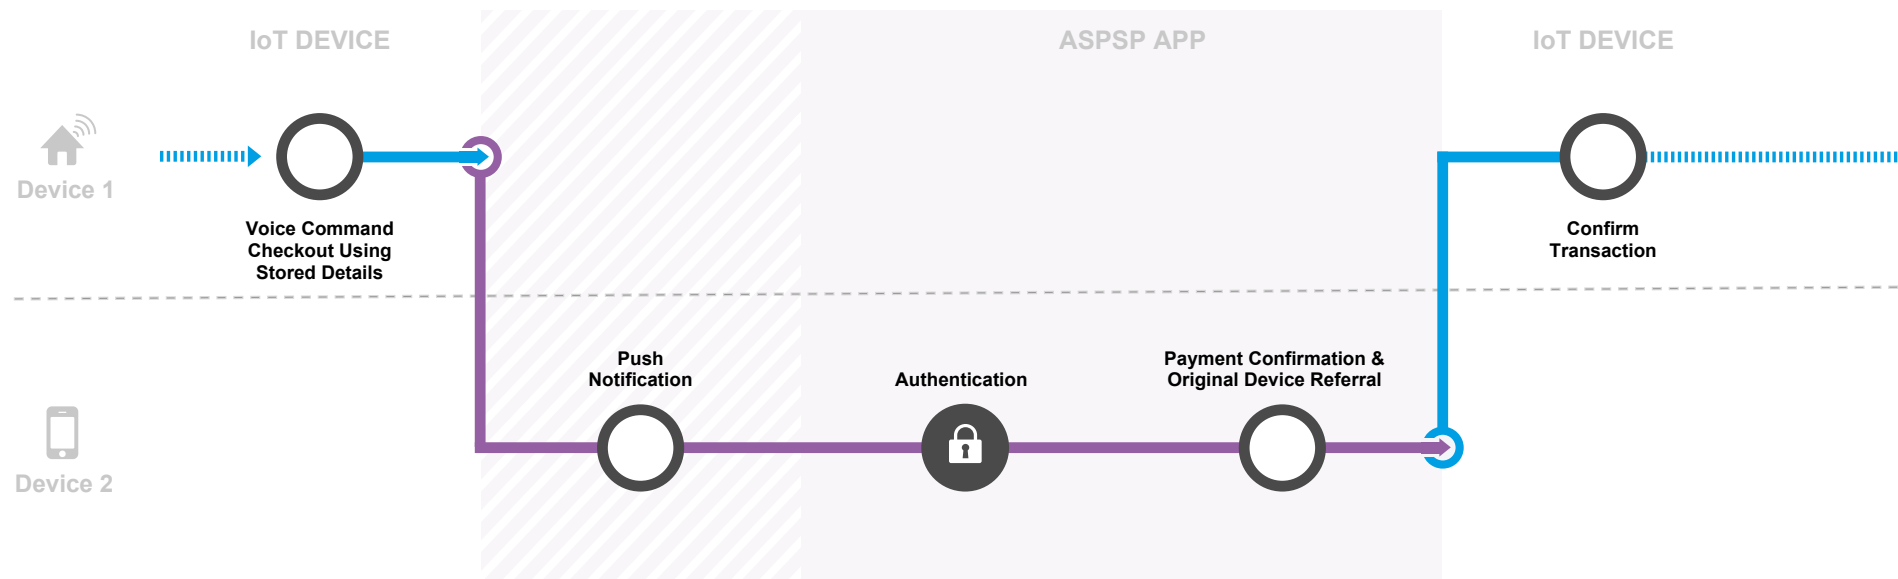 IoT DEVICE
ASPSP APP
IoT DEVICE
Device 1
Voice Command
Checkout Using
Stored Details
Confirm
Transaction
Push
Notification
Authentication
Payment Confirmation &
Original Device Referral
Device 2